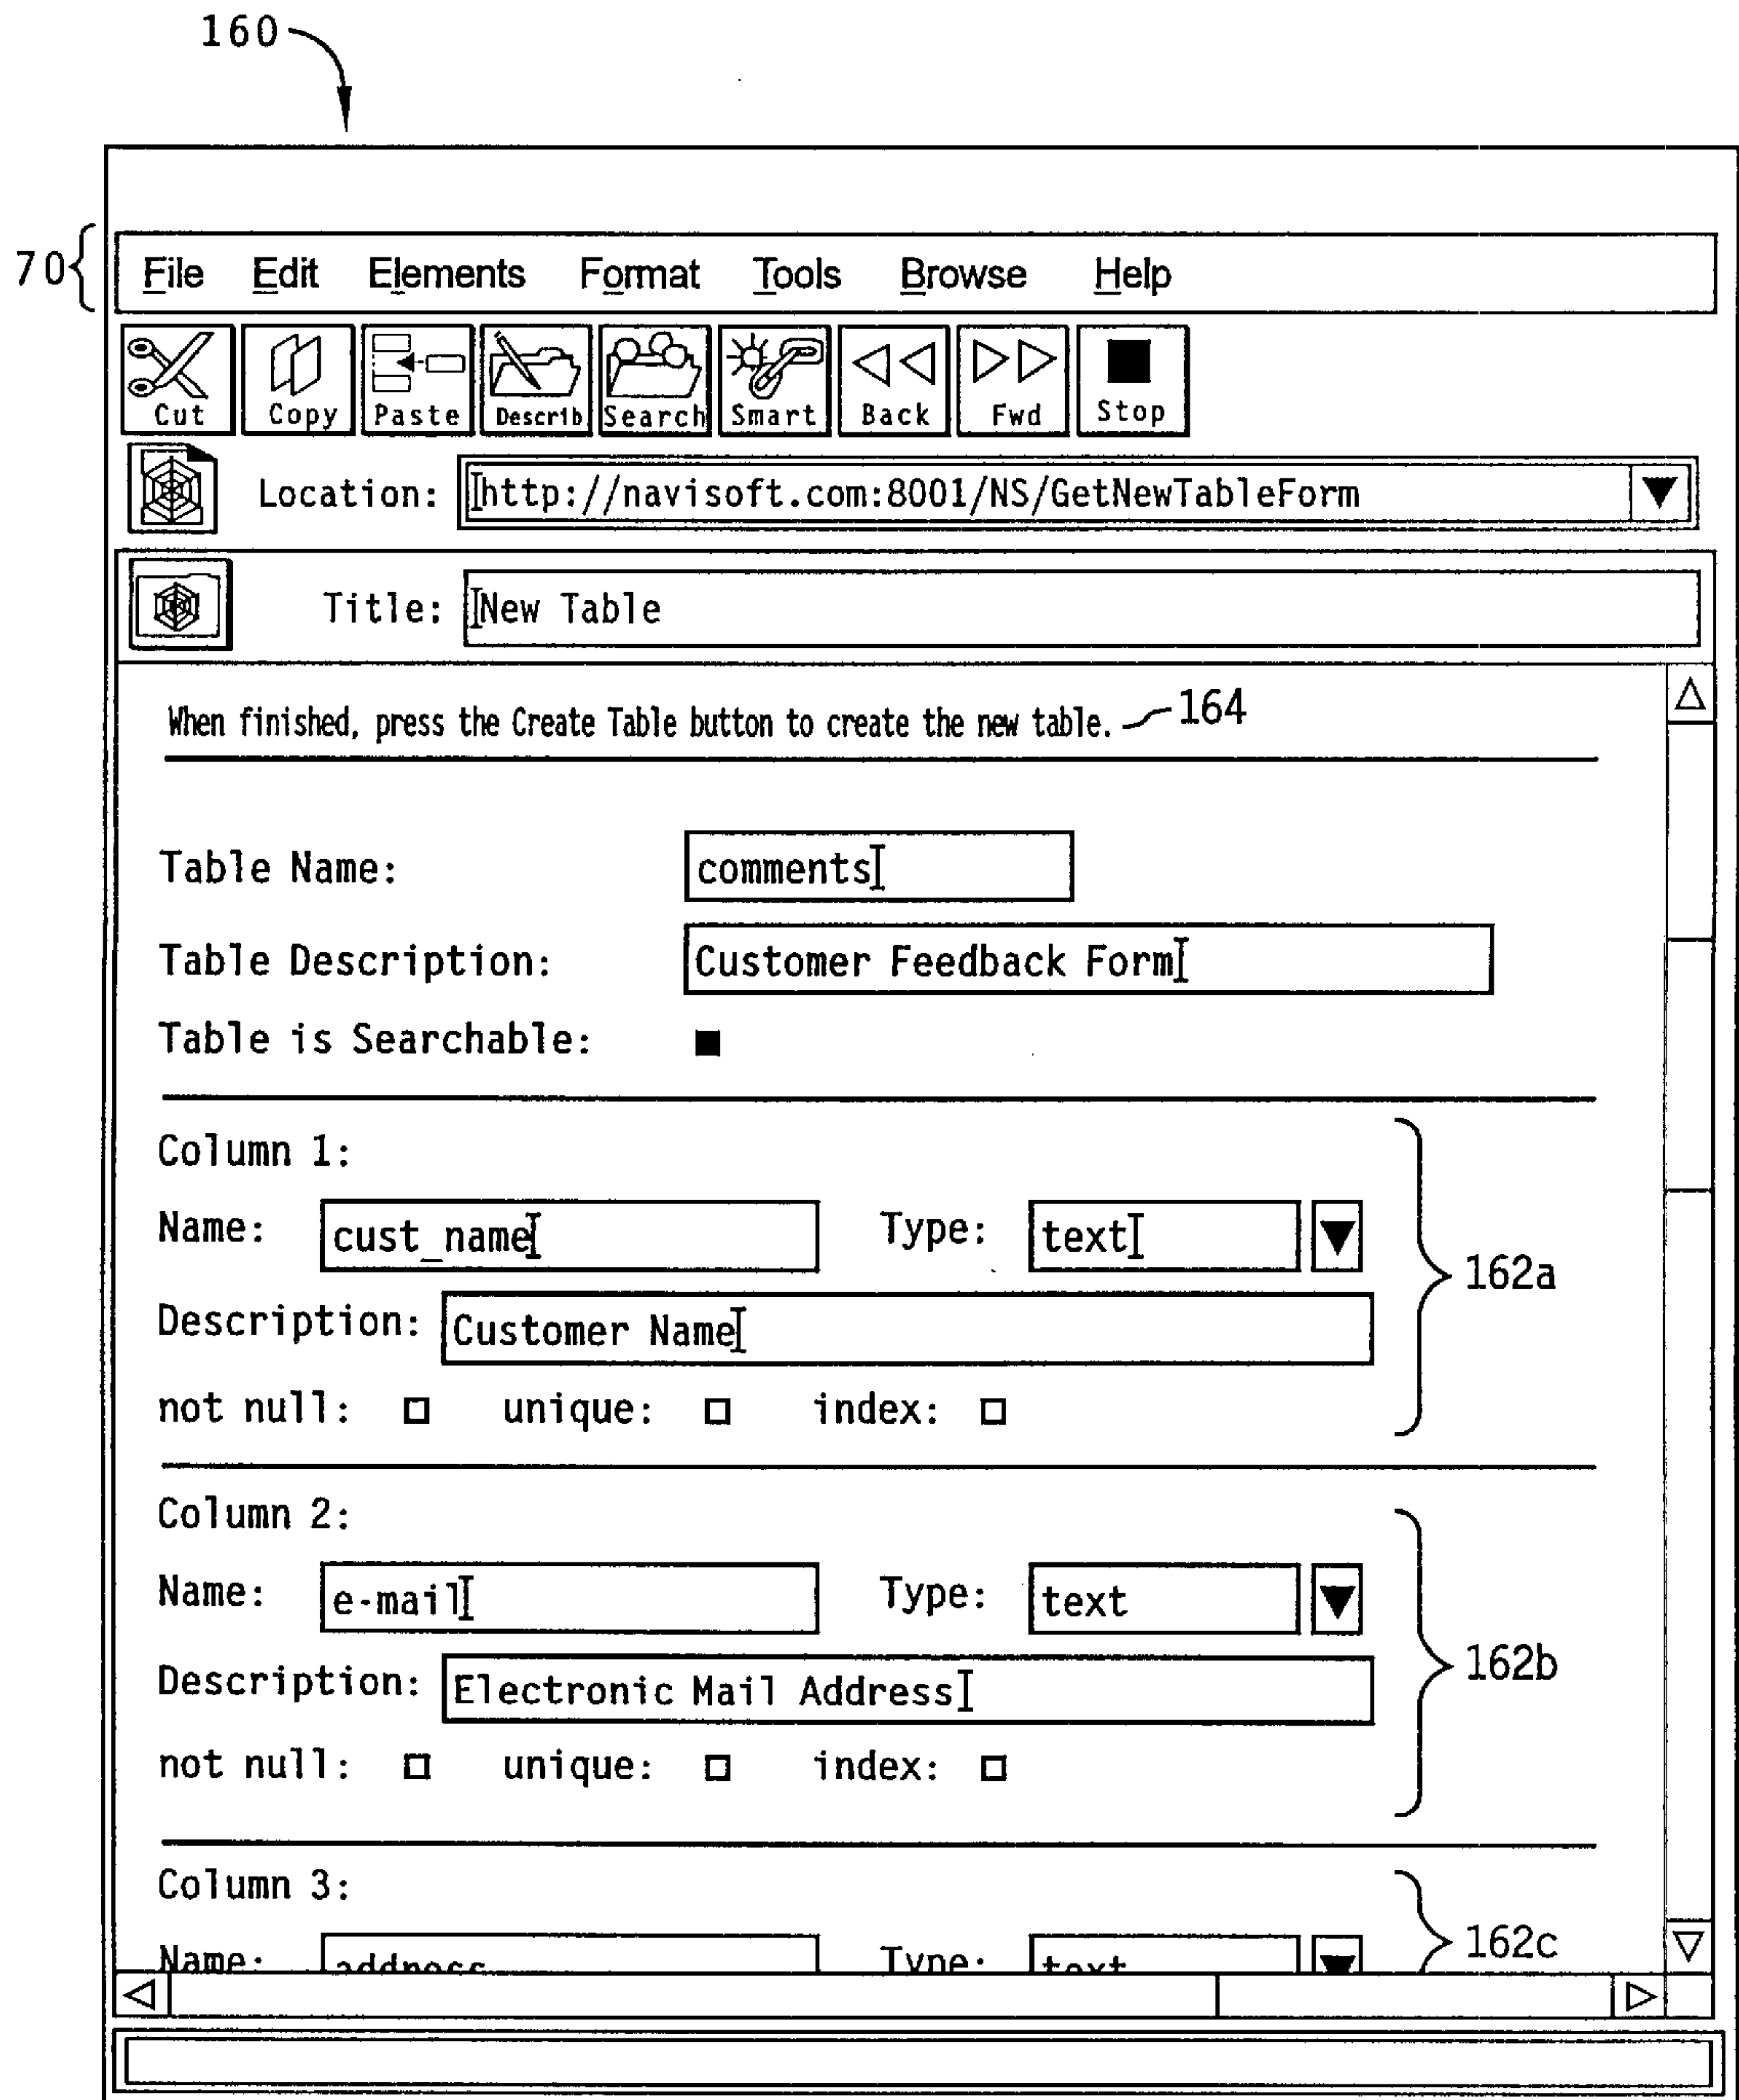 160
70
File Edit Elements Format Tools Browse Help
Cut Copy Paste Describ Search Smart Back Fwd Stop
Location: http://navisoft.com:8001/NS/GetNewTableForm
Title: New Table
When finished, press the Create Table button to create the new table. 164
Table Name: comments
Table Description: Customer Feedback Form
Table is Searchable:
Column 1:
Name: cust_name Type: text
162a
Description: Customer Name
not null: unique: index:
Column 2:
Name: e-mail Type: text
162b
Description: Electronic Mail Address
not null: unique: index:
Column 3:
162c
Name: address Type: text